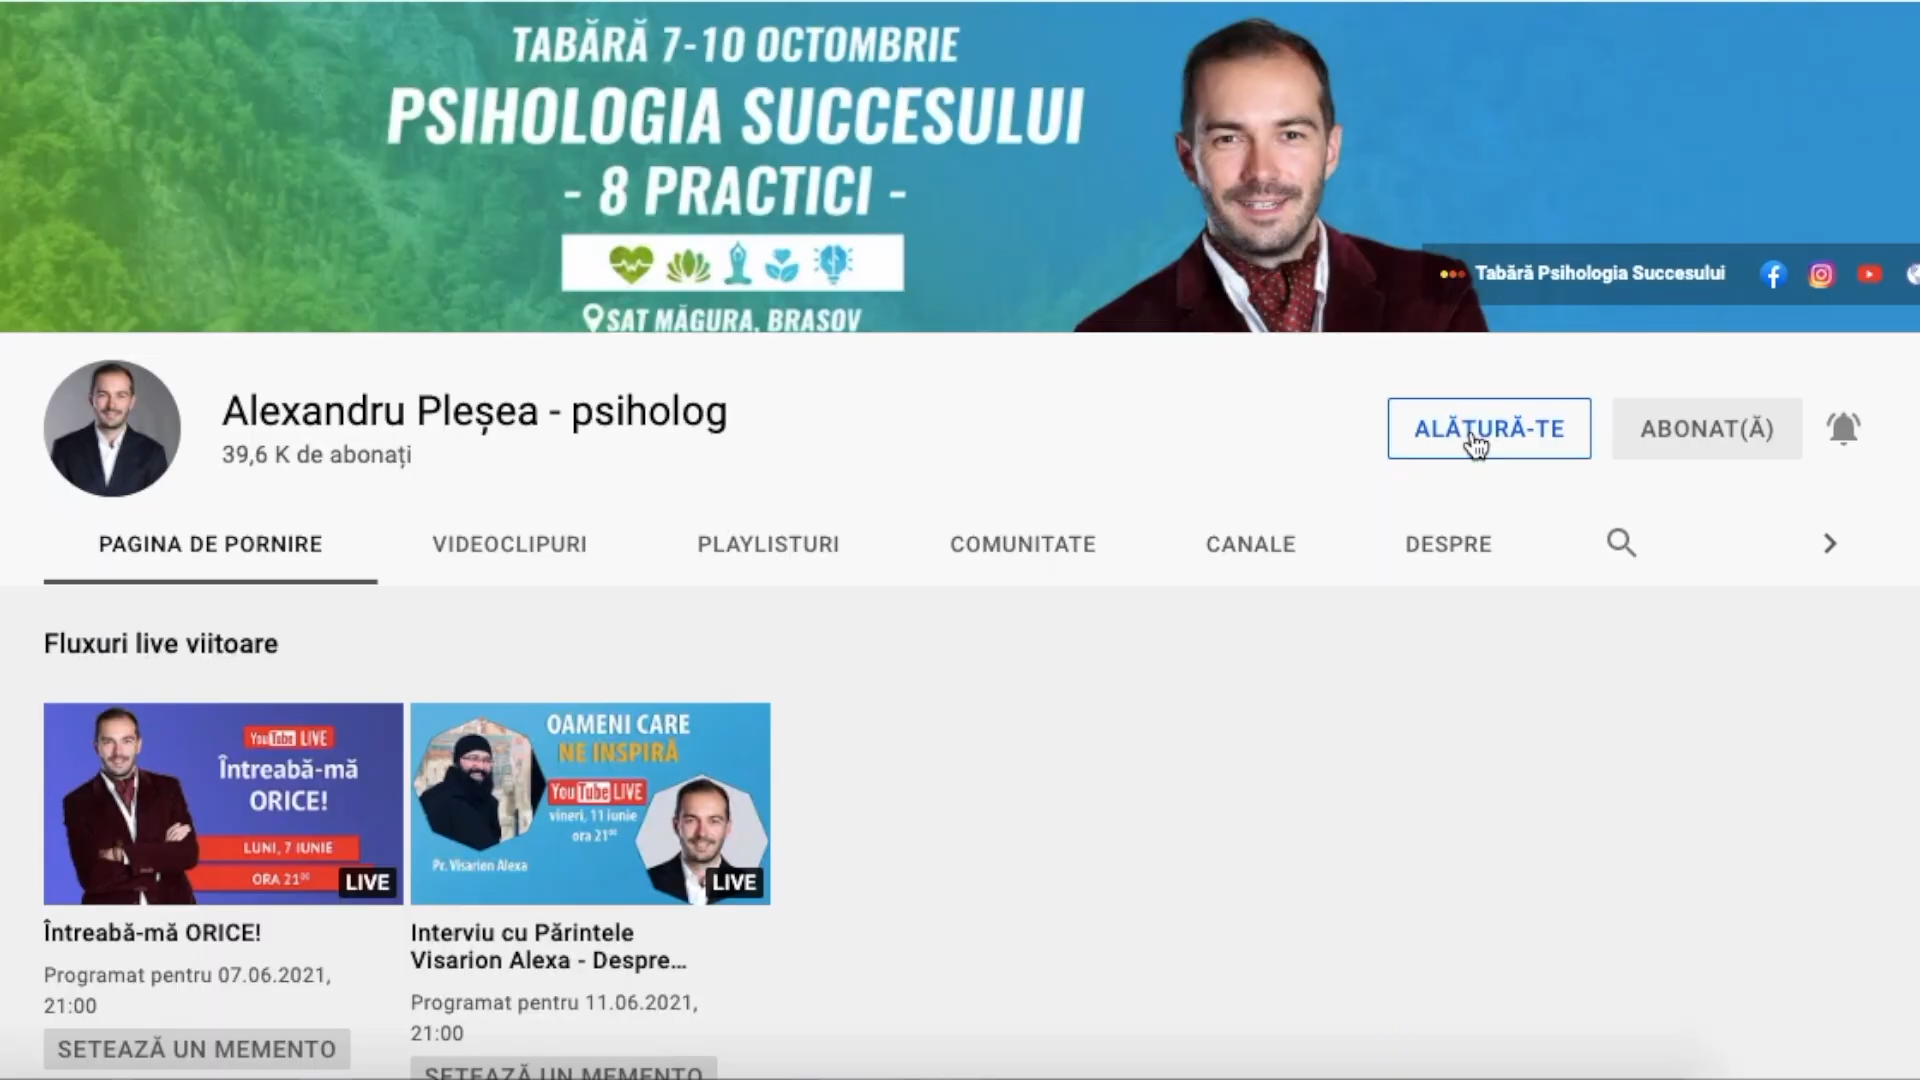 TABĂRĂ 7-10 OCTOMBRIE
PSIHOLOGIA SUCCESULUI
- 8 PRACTICI -
SAT MĂGURA, BRASOV
Tabără Psihologia Succesului
Alexandru Pleșea - psiholog
39,6 K de abonați
ALĂTURĂ-TE
ABONAT(Ă)
PAGINA DE PORNIRE
VIDEOCLIPURI
PLAYLISTURI
COMUNITATE
CANALE
DESPRE
Fluxuri live viitoare
YouTube LIVE
Întreabă-mă
ORICE!
LUNI, 7 IUNIE
ORA 21⁰⁰
LIVE
Întreabă-mă ORICE!
Programat pentru 07.06.2021,
21:00
SETEAZĂ UN MEMENTO
OAMENI CARE
NE INSPIRĂ
YouTube LIVE
vineri, 11 iunie
ora 21⁰⁰
Pr. Visarion Alexa
LIVE
Interviu cu Părintele
Visarion Alexa - Despre...
Programat pentru 11.06.2021,
21:00
SETEAZĂ UN MEMENTO